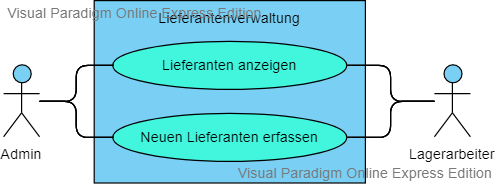 Visual Paradigm Online Express Edition
Lieferantenverwaltung
Lieferanten anzeigen
Neuen Lieferanten erfassen
Admin
Lagerarbeiter
Visual Paradigm Online Express Edition